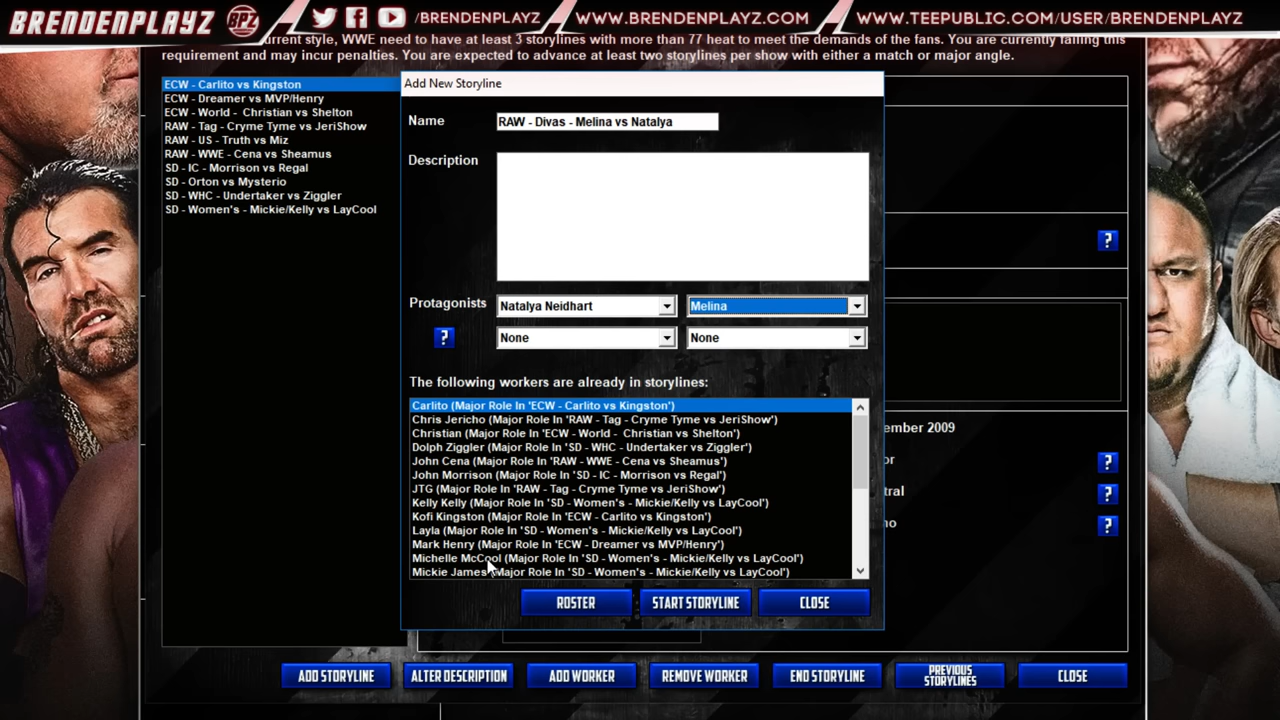 BRENDENPLAYZ BPZ /BRENDENPLAYZ WWW.BRENDENPLAYZ.COM WWW.TEEPUBLIC.COM/USER/BRENDENPLAYZ
urrent style, WWE need to have at least 3 storylines with more than 77 heat to meet the demands of the fans. You are currently failing this
requirement and may incur penalties. You are expected to advance at least two storylines per show with either a match or major angle.
ECW - Carlito vs Kingston
ECW - Dreamer vs MVP/Henry
ECW - World - Christian vs Shelton
RAW - Tag - Cryme Tyme vs JeriShow
RAW - US - Truth vs Miz
RAW - WWE - Cena vs Sheamus
SD - IC - Morrison vs Regal
SD - Orton vs Mysterio
SD - WHC - Undertaker vs Ziggler
SD - Women's - Mickie/Kelly vs LayCool
Add New Storyline
Name RAW - Divas - Melina vs Natalya
Description
Protagonists Natalya Neidhart Melina
? None None
The following workers are already in storylines:
Carlito (Major Role In 'ECW - Carlito vs Kingston')
Chris Jericho (Major Role In 'RAW - Tag - Cryme Tyme vs JeriShow')
Christian (Major Role In 'ECW - World - Christian vs Shelton')
Dolph Ziggler (Major Role In 'SD - WHC - Undertaker vs Ziggler')
John Cena (Major Role In 'RAW - WWE - Cena vs Sheamus')
John Morrison (Major Role In 'SD - IC - Morrison vs Regal')
JTG (Major Role In 'RAW - Tag - Cryme Tyme vs JeriShow')
Kelly Kelly (Major Role In 'SD - Women's - Mickie/Kelly vs LayCool')
Kofi Kingston (Major Role In 'ECW - Carlito vs Kingston')
Layla (Major Role In 'SD - Women's - Mickie/Kelly vs LayCool')
Mark Henry (Major Role In 'ECW - Dreamer vs MVP/Henry')
Michelle McCool (Major Role In 'SD - Women's - Mickie/Kelly vs LayCool')
Mickie James (Major Role In 'SD - Women's - Mickie/Kelly vs LayCool')
ROSTER START STORYLINE CLOSE
?
ember 2009
or ?
tral ?
no ?
ADD STORYLINE ALTER DESCRIPTION ADD WORKER REMOVE WORKER END STORYLINE PREVIOUS STORYLINES CLOSE